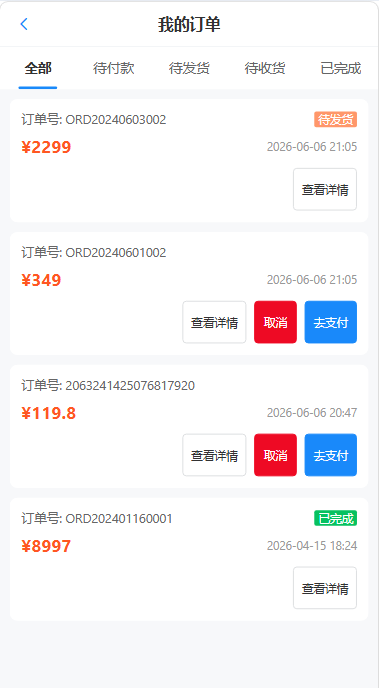 我的订单
全部 待付款 待发货 待收货 已完成
订单号: ORD20240603002 待发货
¥2299 2026-06-06 21:05
查看详情
订单号: ORD20240601002
¥349 2026-06-06 21:05
查看详情 取消 去支付
订单号: 2063241425076817920
¥119.8 2026-06-06 20:47
查看详情 取消 去支付
订单号: ORD202401160001 已完成
¥8997 2026-04-15 18:24
查看详情